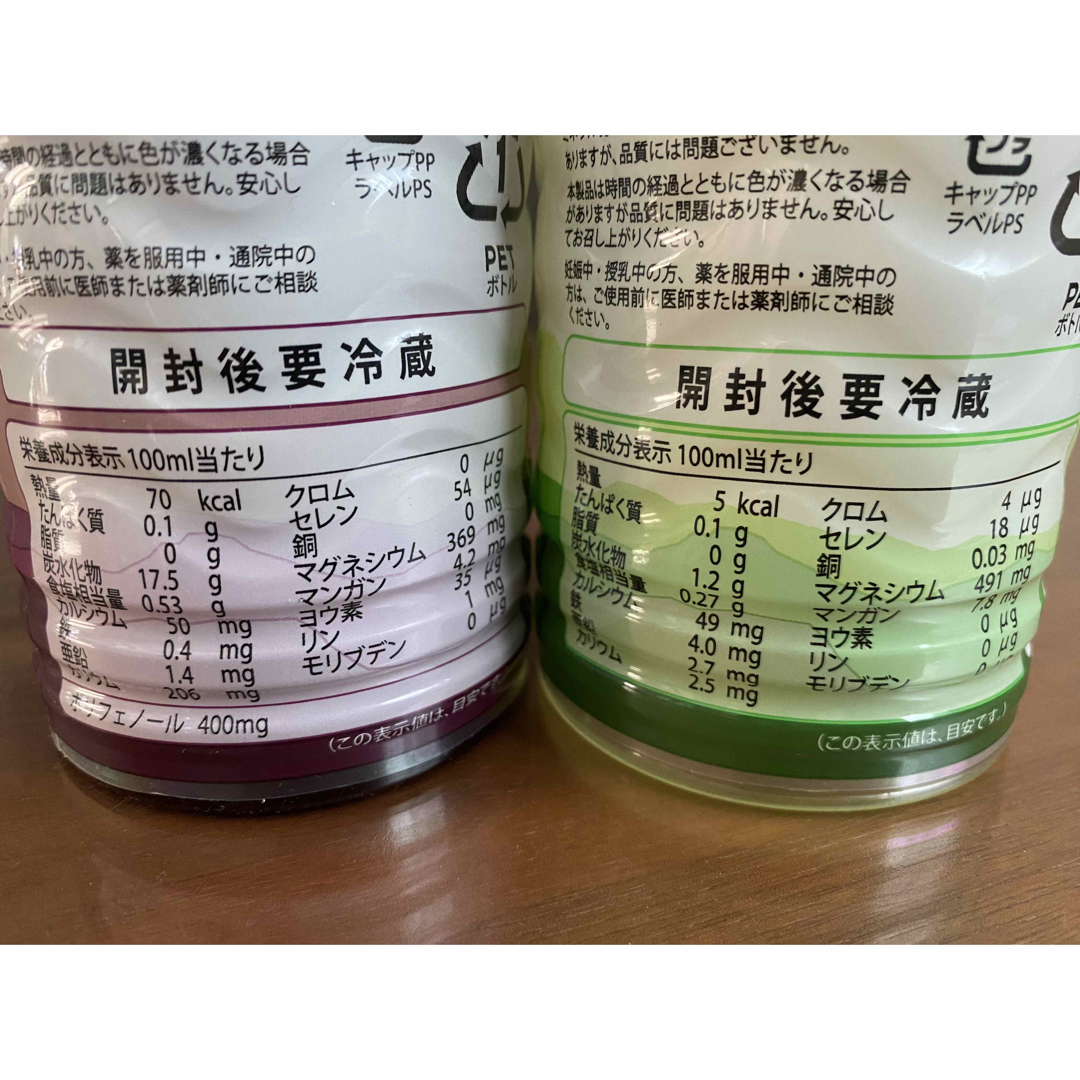 時間の経過とともに色が濃くなる場合
すが品質に問題はありません。安心し
し上がりください。
・授乳中の方、薬を服用中・通院中の
ご使用前に医師または薬剤師にご相談
ださい。
キャップPP
ラベルPS
1
PET
ボトル
開封後要冷蔵
栄養成分表示 100ml当たり
熱量 70 kcal
たんぱく質 0.1 g
脂質 0 g
炭水化物 17.5 g
食塩相当量 0.53 g
カルシウム 50 mg
鉄 0.4 mg
亜鉛 1.4 mg
カリウム 206 mg
クロム 0 μg
セレン 54 μg
銅 0 mg
マグネシウム 369 mg
マンガン 4.2 mg
ヨウ素 35 μg
リン 1 mg
モリブデン 0 μg
ポリフェノール 400mg
(この表示値は、目安です。
ありますが、品質には問題ございません。
本製品は時間の経過とともに色が濃くなる場合
がありますが品質に問題はありません。安心し
てお召し上がりください。
妊娠中・授乳中の方、薬を服用中・通院中の
方は、ご使用前に医師または薬剤師にご相談
ください。
プラ
キャップPP
ラベルPS
ボトル
開封後要冷蔵
栄養成分表示 100ml当たり
熱量 5 kcal
たんぱく質 0.1 g
脂質 0 g
炭水化物 1.2 g
食塩相当量 0.27 g
カルシウム 49 mg
鉄 4.0 mg
亜鉛 2.7 mg
カリウム 2.5 mg
クロム 4 μg
セレン 18 μg
銅 0.03 mg
マグネシウム 491 mg
マンガン 7.8 mg
ヨウ素 0 μg
リン 0 μg
モリブデン 0 μg
(この表示値は、目安です。)